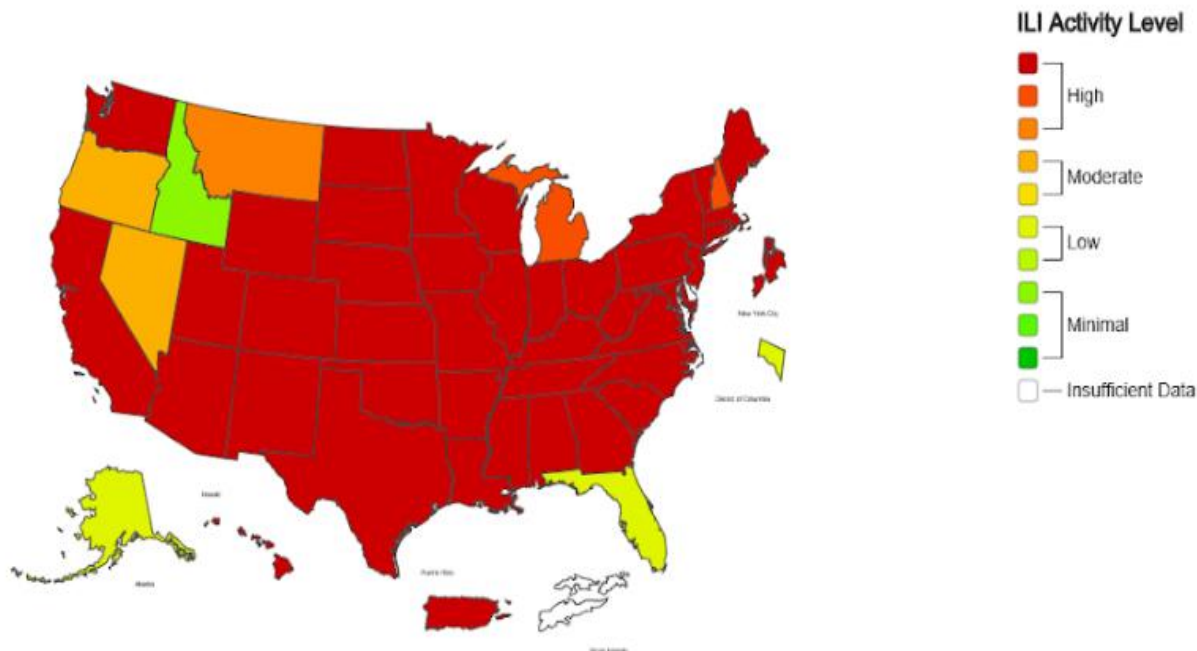 ILI Activity Level
High
Moderate
Low
Minimal
Insufficient Data
New York City
District of Columbia
Hawaii
Alaska
Puerto Rico